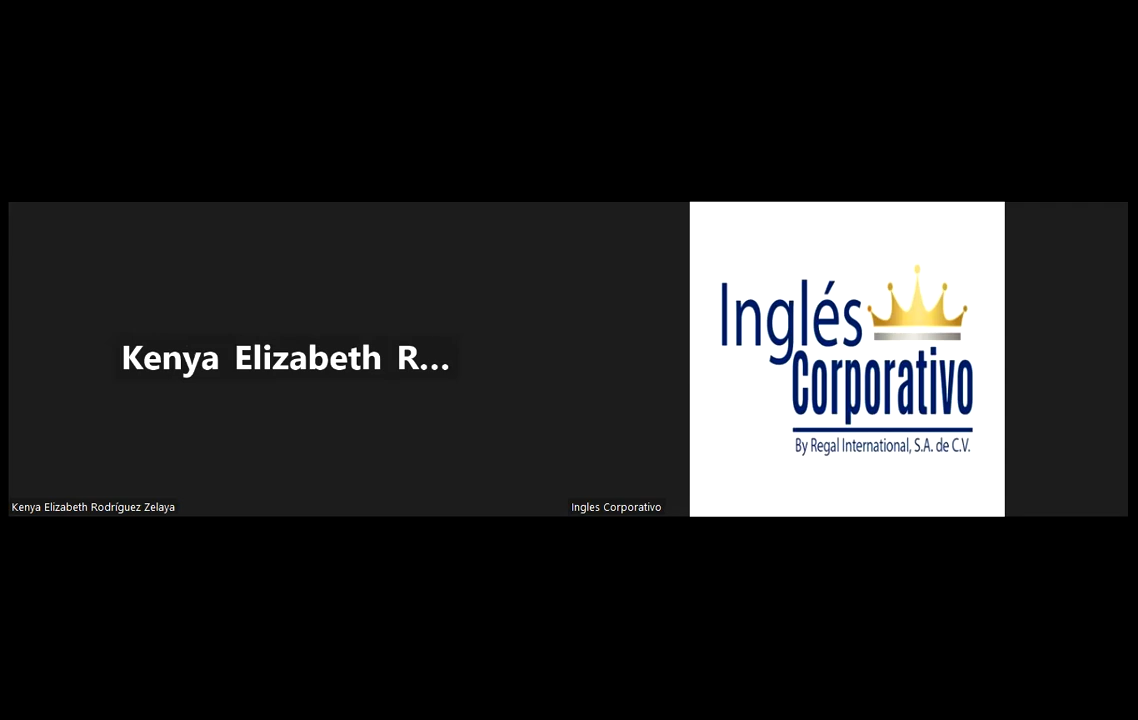 Kenya Elizabeth R...
Kenya Elizabeth Rodríguez Zelaya
Inglés
Corporativo
By Regal International, S.A. de C.V.
Ingles Corporativo